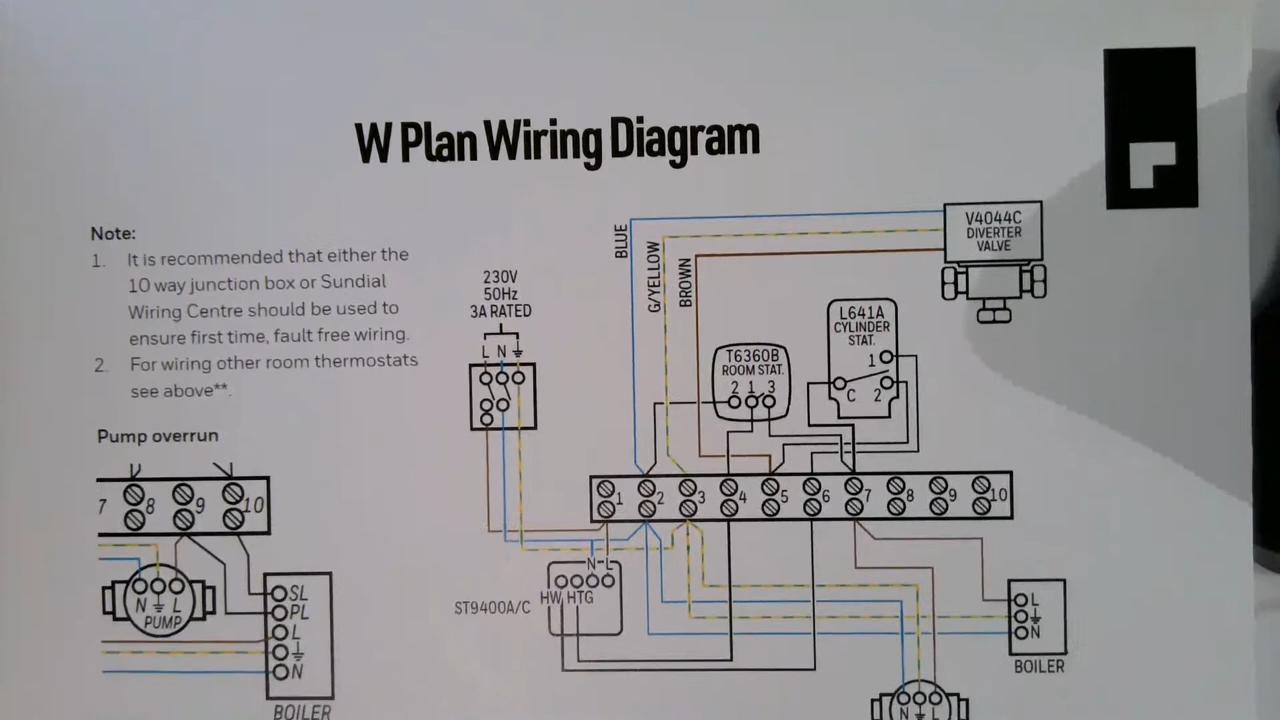 W Plan Wiring Diagram
Note:
1. It is recommended that either the
10 way junction box or Sundial
Wiring Centre should be used to
ensure first time, fault free wiring.
2. For wiring other room thermostats
see above**.
Pump overrun
7 8 9 10
N L
PUMP
SL
PL
L
N
BOILER
230V
50Hz
3A RATED
L N
BLUE
G/YELLOW
BROWN
V4044C
DIVERTER
VALVE
L641A
CYLINDER
STAT.
1
C 2
T6360B
ROOM STAT.
2 1 3
1 2 3 4 5 6 7 8 9 10
N L
HW HTG
ST9400A/C
L
N
BOILER
N L